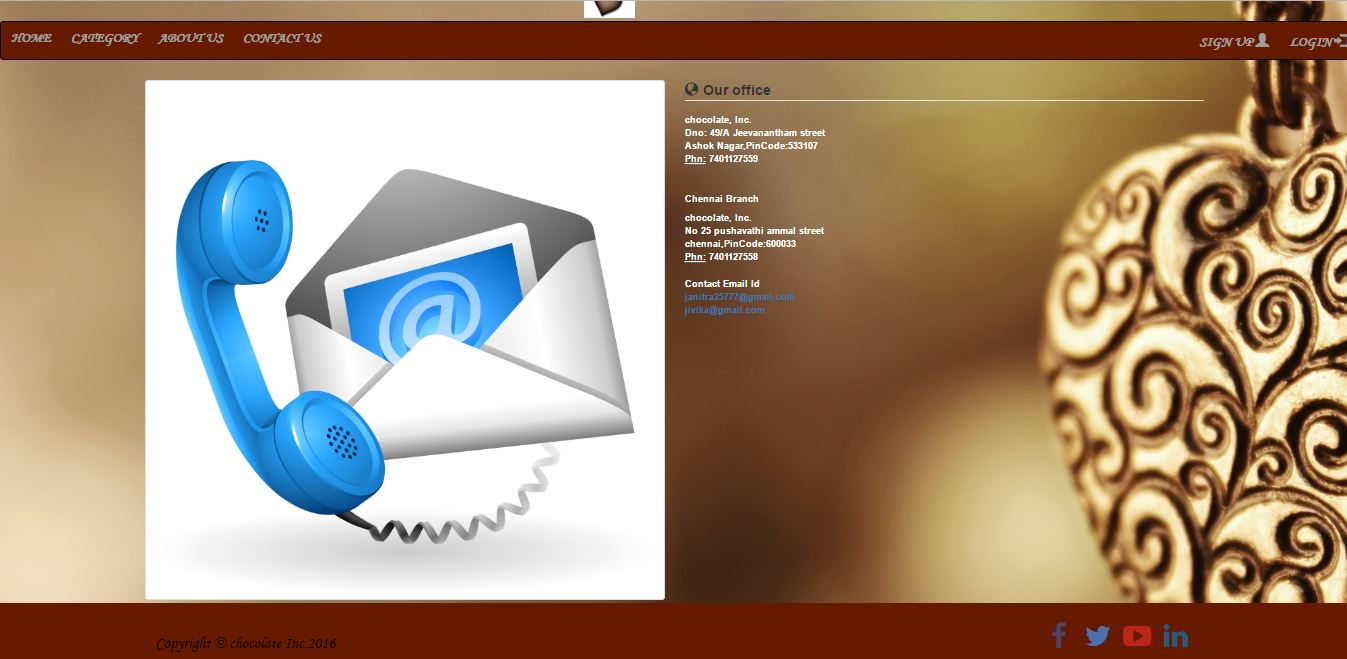 HOME CATEGORY ABOUT US CONTACT US SIGN UP LOGIN
Our office
chocolate, Inc.
Dno: 49/A Jeevanantham street
Ashok Nagar,PinCode:533107
Phn: 7401127559
Chennai Branch
chocolate, Inc.
No 25 pushavathi ammal street
chennai,PinCode:600033
Phn: 7401127558
Contact Email Id
janitra25777@gmail.com
jivika@gmail.com
@
Copyright © chocolate Inc.2016